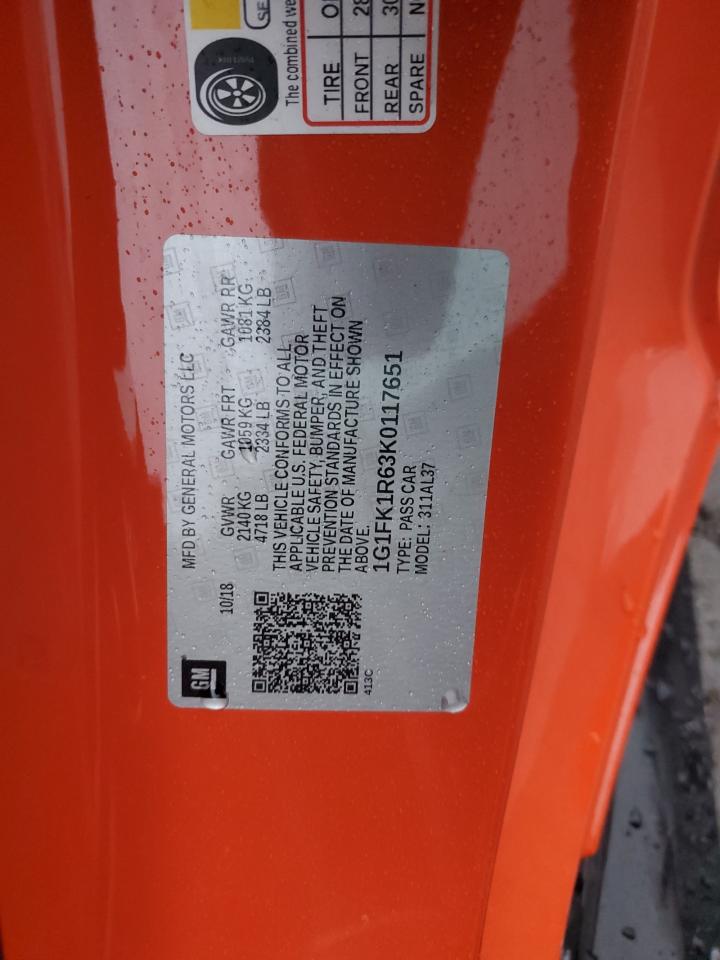 SE
The combined we
TIRE
FRONT 28
REAR 30
SPARE
GM
MFD BY GENERAL MOTORS LLC
10/18
GVWR GAWR FRT GAWR RR
2140 KG 1059 KG 1081 KG
4718 LB 2334 LB 2384 LB
THIS VEHICLE CONFORMS TO ALL
APPLICABLE U.S. FEDERAL MOTOR
VEHICLE SAFETY, BUMPER, AND THEFT
PREVENTION STANDARDS IN EFFECT ON
THE DATE OF MANUFACTURE SHOWN
ABOVE.
1G1FK1R63K0117651
TYPE: PASS CAR
MODEL: 311AL37
413C